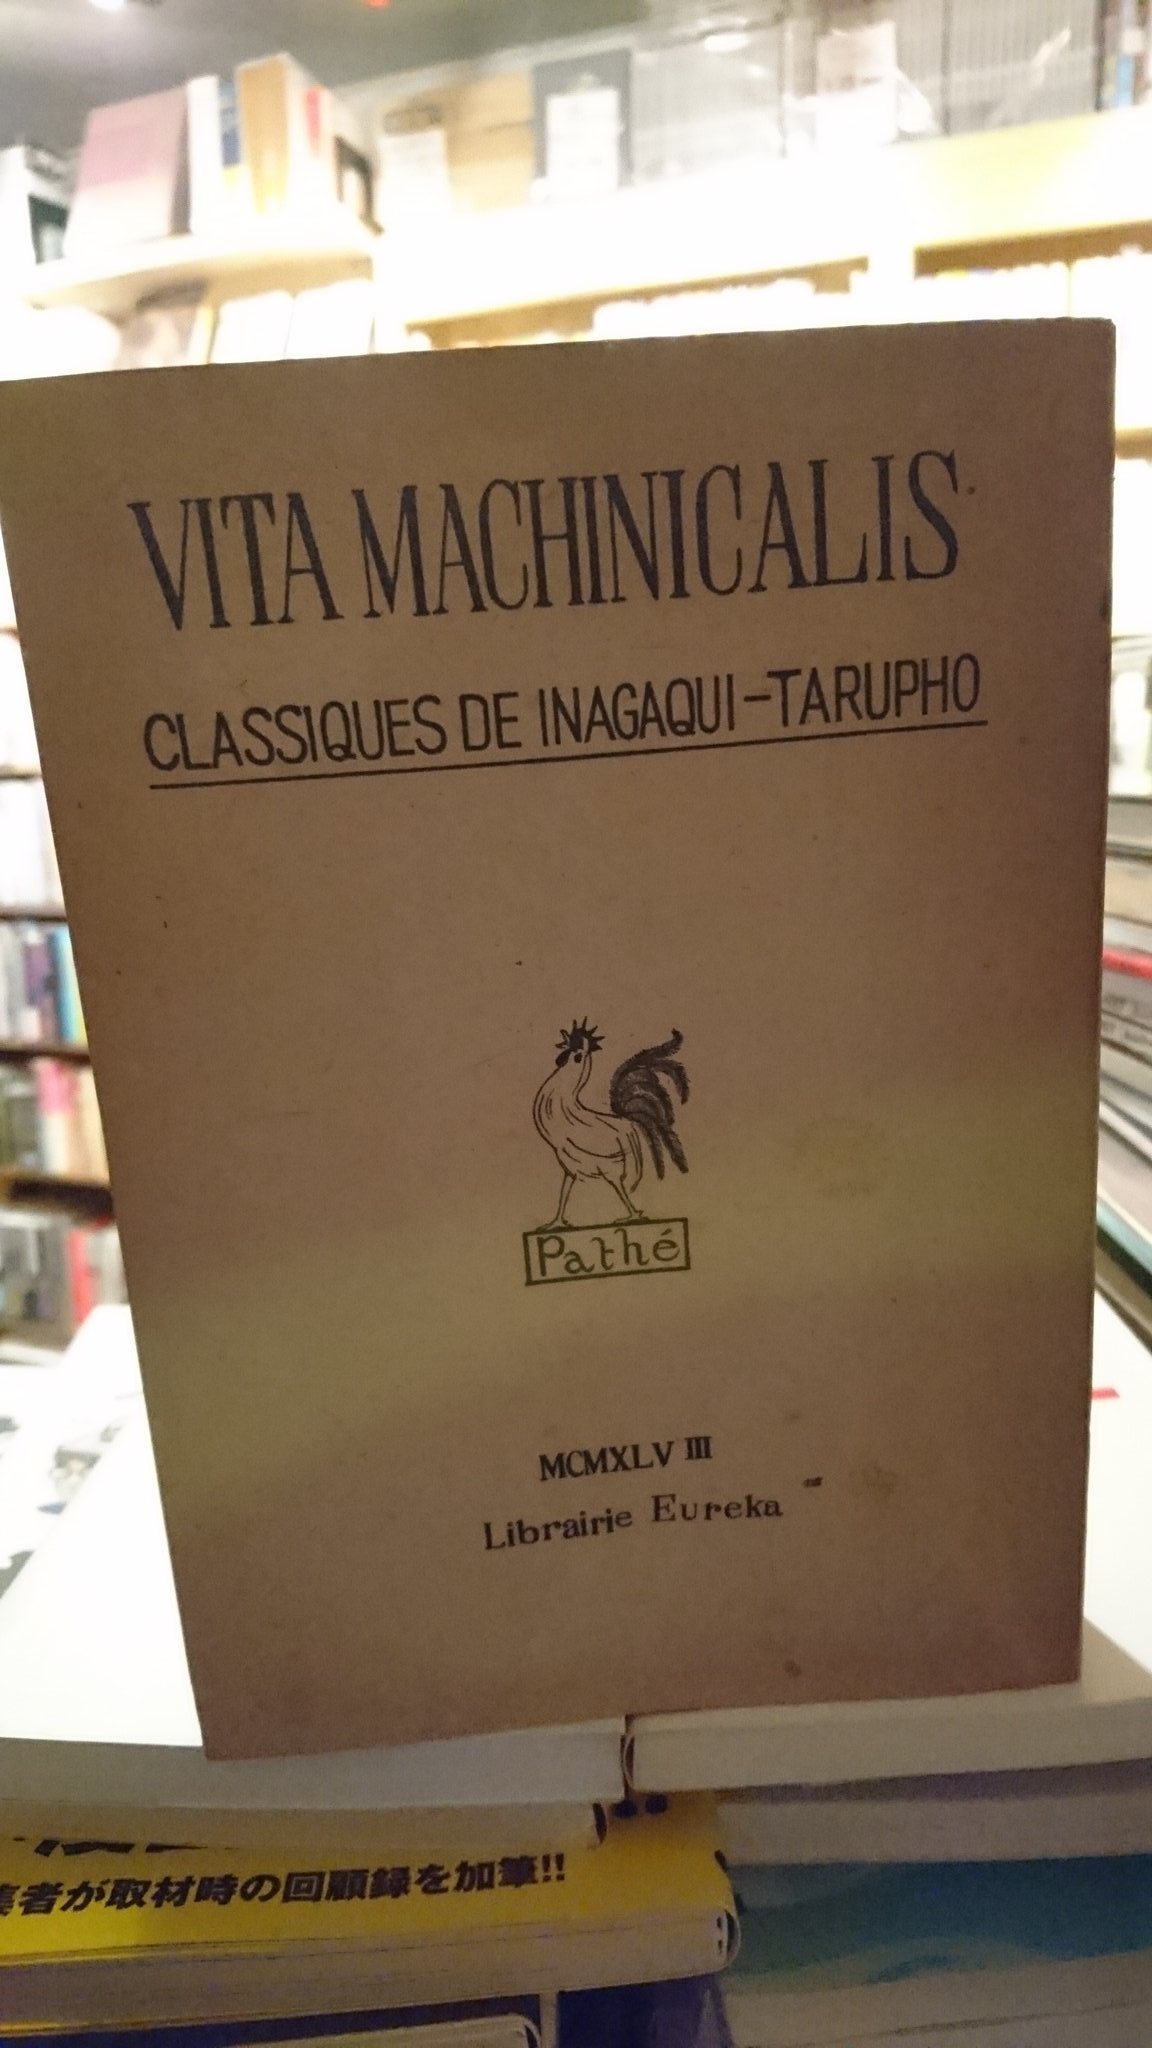 VITA MACHINICALIS
CLASSIQUES DE INAGAQUI-TARUPHO
Pathé
MCMXLV III
Librairie Eureka
者が取材時の回顧録を加筆!!